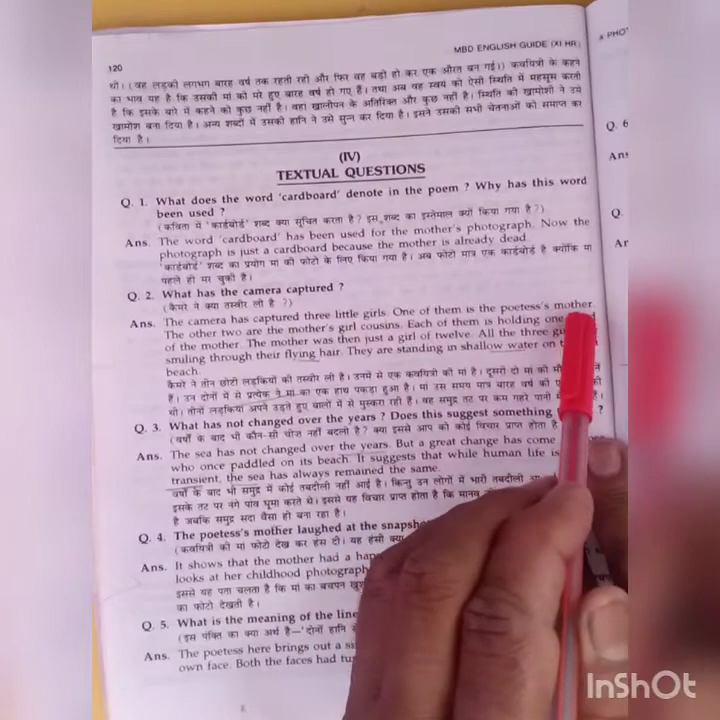 120
MBD ENGLISH GUIDE (XI HR)
A PHO
थी। (वह लड़की लगभग बारह वर्ष तक रहती रही और फिर वह बड़ी हो कर एक औरत बन गई।) कवयित्री के कहने
का भाव यह है कि उसकी मां को मरे हुए बारह वर्ष हो गए हैं। तथा अब वह स्वयं को ऐसी स्थिति में महसूस करती
है कि इसके बारे में कहने को कुछ नहीं है। वहां खालीपन के अतिरिक्त और कुछ नहीं है। स्थिति की खामोशी ने उसे
खामोश बना दिया है। अन्य शब्दों में उसकी हानि ने उसे सुन्न कर दिया है। इसने उसकी सभी चेतनाओं को समाप्त कर
दिया है।
(IV)
TEXTUAL QUESTIONS
Q. 1. What does the word 'cardboard' denote in the poem ? Why has this word
been used ?
(कविता में 'कार्डबोर्ड' शब्द क्या सूचित करता है? इस शब्द का इस्तेमाल क्यों किया गया है?)
Ans. The word 'cardboard' has been used for the mother's photograph. Now the
photograph is just a cardboard because the mother is already dead.
'कार्डबोर्ड' शब्द का प्रयोग मां की फोटो के लिए किया गया है। अब फोटो मात्र एक कार्डबोर्ड है क्योंकि मां
पहले ही मर चुकी है।
Q. 2. What has the camera captured ?
(कैमरे ने क्या तस्वीर ली है ?)
Ans. The camera has captured three little girls. One of them is the poetess's mother.
The other two are the mother's girl cousins. Each of them is holding one
of the mother. The mother was then just a girl of twelve. All the three
smiling through their flying hair. They are standing in shallow water on
beach.
कैमरे ने तीन छोटी लड़कियों की तस्वीर ली है। उनमें से एक कवयित्री की मां है। दूसरी दो मां की
हैं। उन दोनों में से प्रत्येक ने मां का एक हाथ पकड़ा हुआ है। मां उस समय मात्र बारह वर्ष की
थी। तीनों लड़कियां अपने उड़ते हुए बालों में से मुस्करा रही हैं। वह समुद्र तट पर कम गहरे पानी
Q. 3. What has not changed over the years ? Does this suggest something ?
(वर्षों के बाद भी कौन-सी चीज़ नहीं बदली है? क्या इससे आप को कोई विचार प्राप्त होता है
Ans. The sea has not changed over the years. But a great change has come
who once paddled on its beach. It suggests that while human life is
transient, the sea has always remained the same.
वर्षों के बाद भी समुद्र में कोई तबदीली नहीं आई है। किन्तु उन लोगों में भारी तबदीली
इसके तट पर नंगे पांव घूमा करते थे। इससे यह विचार प्राप्त होता है कि मानव
है जबकि समुद्र सदा वैसा ही बना रहा है।
Q. 4. The poetess's mother laughed at the
(कवयित्री की मां फोटो देख कर हंस दी। यह हंसी क्या
Ans. It shows that the mother had a
looks at her childhood
इससे यह पता चलता है कि मां का बचपन
का फोटो देखती है।
Q. 5. What is the meaning of the line
(इस पंक्ति का क्या अर्थ है—'दोनों हानि
Ans. The poetess here brings out a
own face. Both the faces had
Q. 6
Ans
Q.
Ar
InShOt